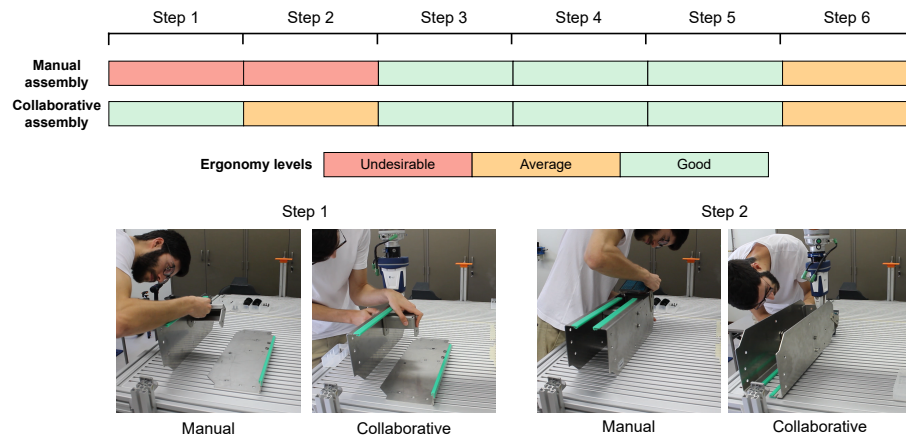 Step 1 Step 2 Step 3 Step 4 Step 5 Step 6
Manual
assembly
Collaborative
assembly
Ergonomy levels Undesirable Average Good
Step 1 Step 2
Manual Collaborative Manual Collaborative